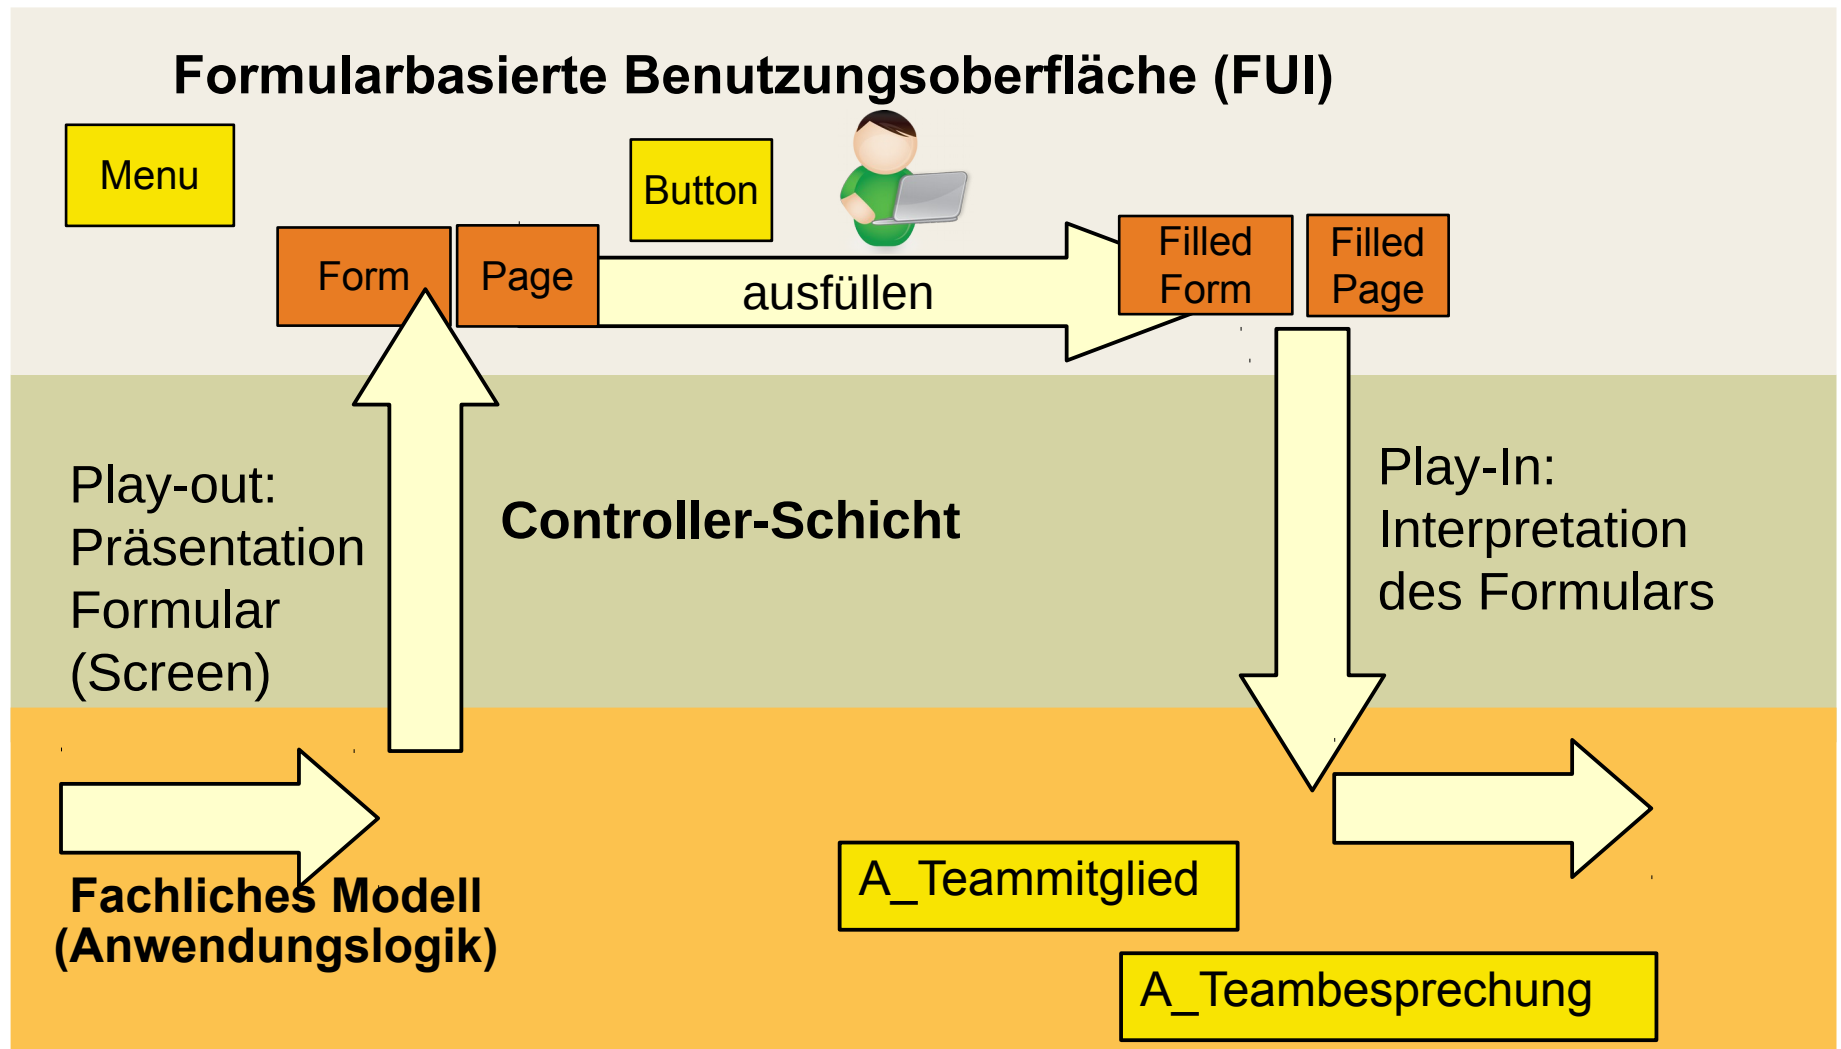 Formularbasierte Benutzungsoberfläche (FUI)
Menu
Button
Form
Page
ausfüllen
Filled
Form
Filled
Page
Play-out:
Präsentation
Formular
(Screen)
Controller-Schicht
Play-In:
Interpretation
des Formulars
Fachliches Modell
(Anwendungslogik)
A_Teammitglied
A_Teambesprechung